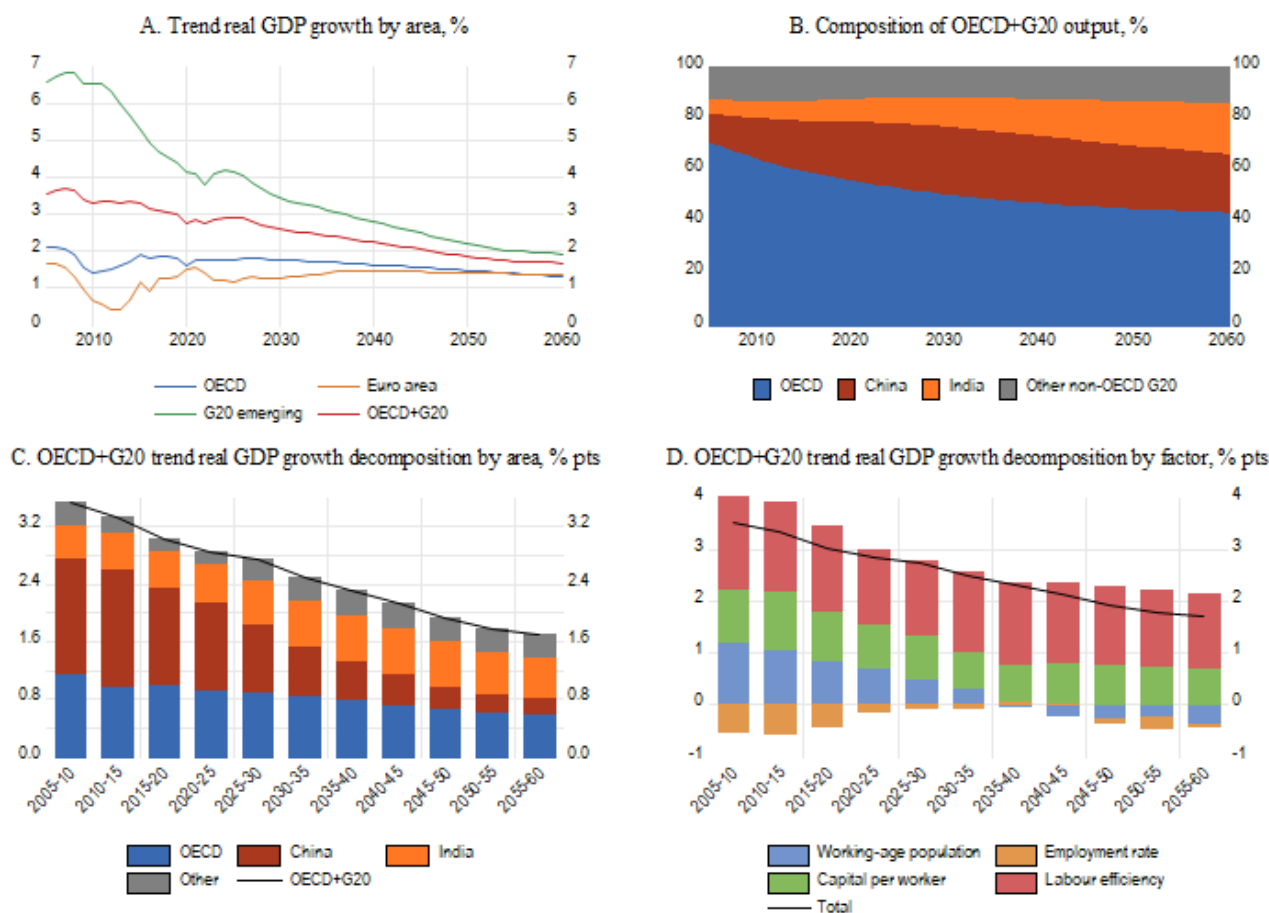 A. Trend real GDP growth by area, %
7 7
6 6
5 5
4 4
3 3
2 2
1 1
0 0
2010 2020 2030 2040 2050 2060
OECD Euro area
G20 emerging OECD+G20
B. Composition of OECD+G20 output, %
100 100
80 80
60 60
40 40
20 20
0 0
2010 2020 2030 2040 2050 2060
OECD China India Other non-OECD G20
C. OECD+G20 trend real GDP growth decomposition by area, % pts
3.2 3.2
2.4 2.4
1.6 1.6
0.8 0.8
0.0 0.0
2005-10 2010-15 2015-20 2020-25 2025-30 2030-35 2035-40 2040-45 2045-50 2050-55 2055-60
OECD China India
Other OECD+G20
D. OECD+G20 trend real GDP growth decomposition by factor, % pts
4 4
3 3
2 2
1 1
0 0
-1 -1
2005-10 2010-15 2015-20 2020-25 2025-30 2030-35 2035-40 2040-45 2045-50 2050-55 2055-60
Working-age population Employment rate
Capital per worker Labour efficiency
Total